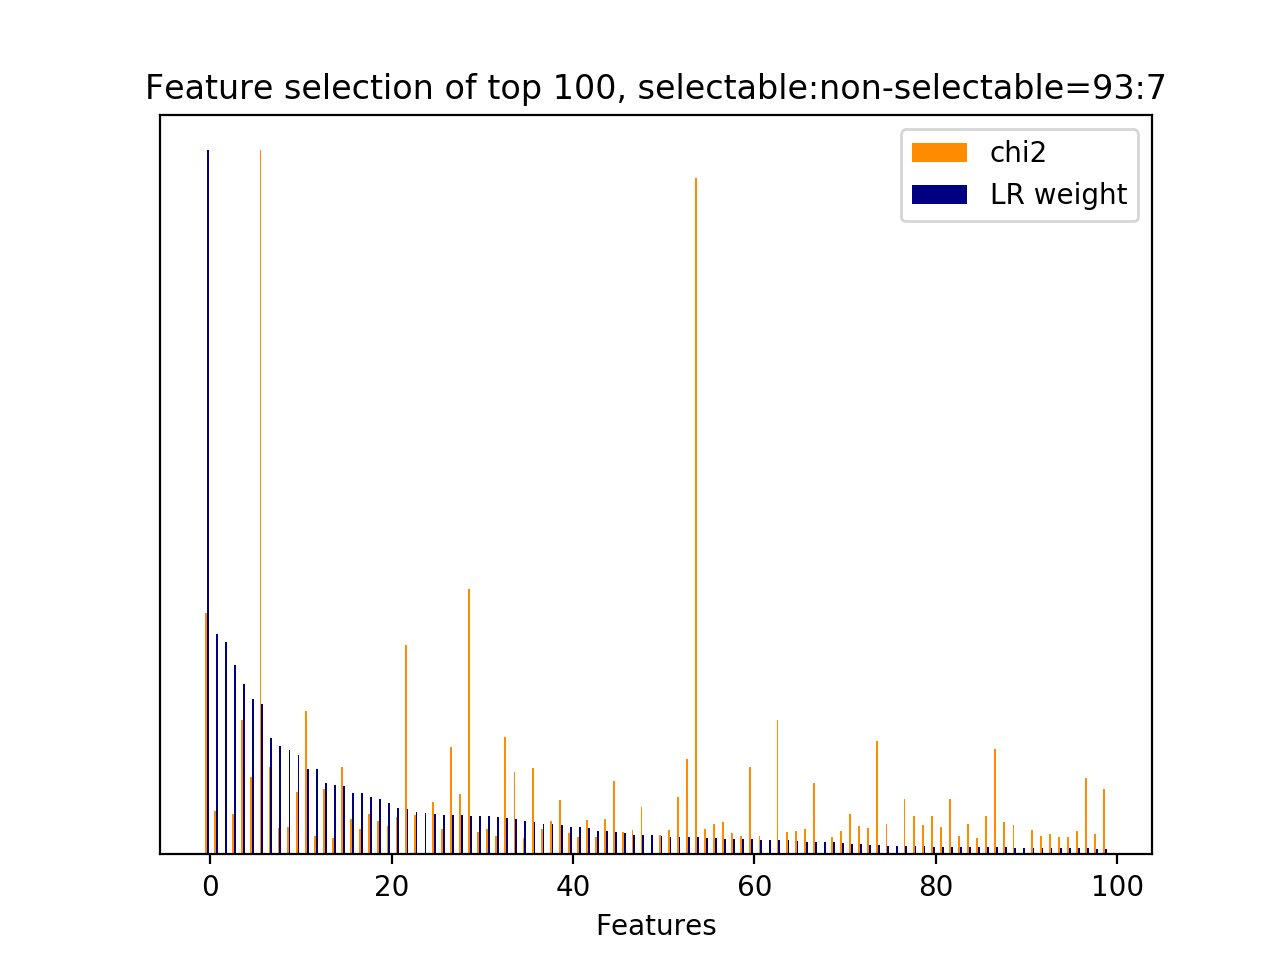 Feature selection of top 100, selectable:non-selectable=93:7
chi2
LR weight
0 20 40 60 80 100
Features